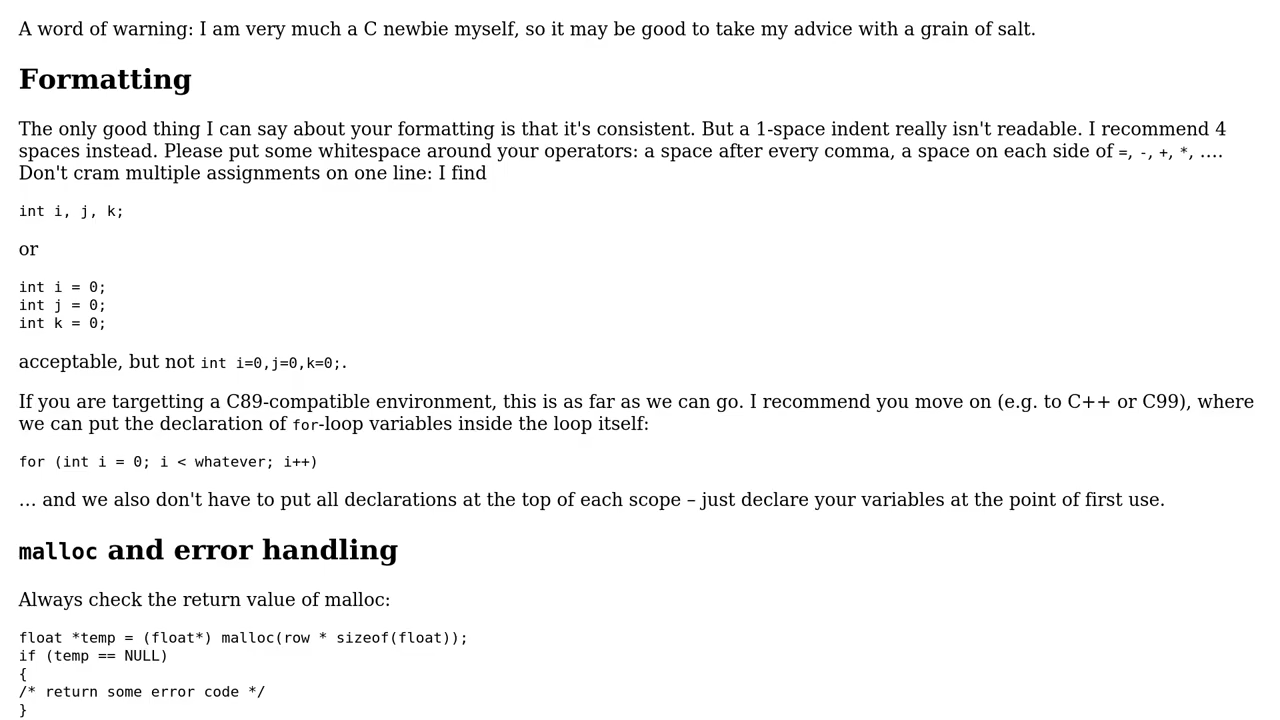 A word of warning: I am very much a C newbie myself, so it may be good to take my advice with a grain of salt.
Formatting
The only good thing I can say about your formatting is that it's consistent. But a 1-space indent really isn't readable. I recommend 4
spaces instead. Please put some whitespace around your operators: a space after every comma, a space on each side of =, -, +, *, ….
Don't cram multiple assignments on one line: I find
int i, j, k;
or
int i = 0;
int j = 0;
int k = 0;
acceptable, but not int i=0,j=0,k=0;.
If you are targetting a C89-compatible environment, this is as far as we can go. I recommend you move on (e.g. to C++ or C99), where
we can put the declaration of for-loop variables inside the loop itself:
for (int i = 0; i < whatever; i++)
… and we also don't have to put all declarations at the top of each scope – just declare your variables at the point of first use.
malloc and error handling
Always check the return value of malloc:
float *temp = (float*) malloc(row * sizeof(float));
if (temp == NULL)
{
/* return some error code */
}